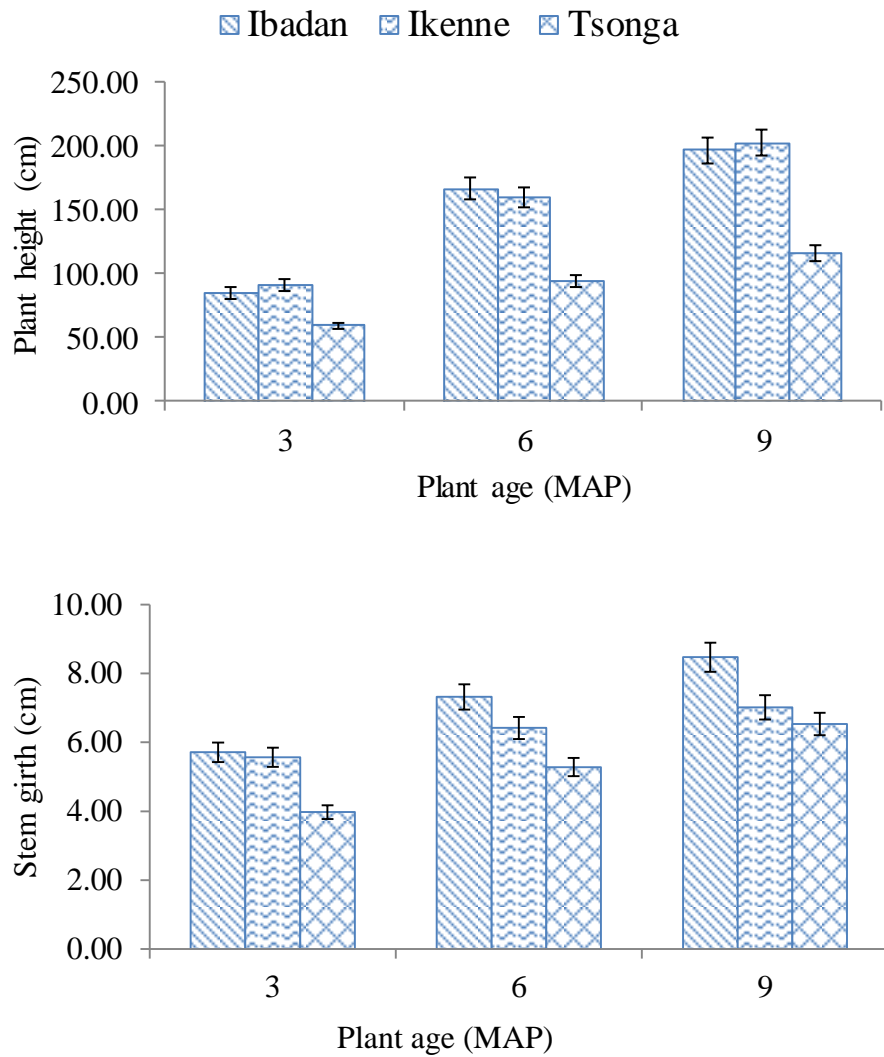 Ibadan Ikenne Tsonga
250.00
200.00
150.00
100.00
50.00
0.00
Plant height (cm)
3 6 9
Plant age (MAP)
10.00
8.00
6.00
4.00
2.00
0.00
Stem girth (cm)
3 6 9
Plant age (MAP)